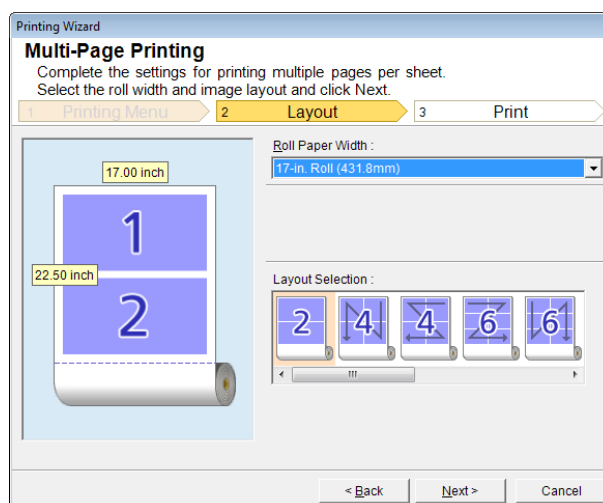 Printing Wizard
Multi-Page Printing
Complete the settings for printing multiple pages per sheet.
Select the roll width and image layout and click Next.
1 Printing Menu 2 Layout 3 Print
Roll Paper Width :
17-in. Roll (431.8mm)
17.00 inch
1
22.50 inch
2
Layout Selection :
2 4 4 6 6
< Back Next > Cancel